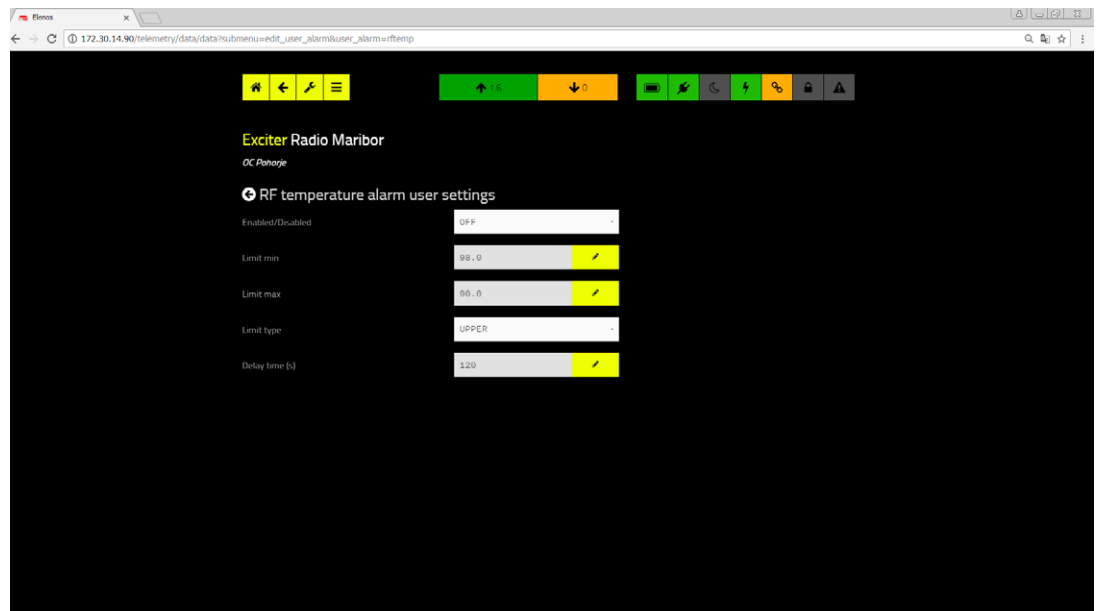 Elenos
172.30.14.90/telemetry/data/data?submenu=edit_user_alarm&user_alarm=rftemp
16
0
Exciter Radio Maribor
OC Pohorje
RF temperature alarm user settings
Enabled/Disabled OFF
Limit min 98.0
Limit max 90.0
Limit type UPPER
Delay time (s) 120